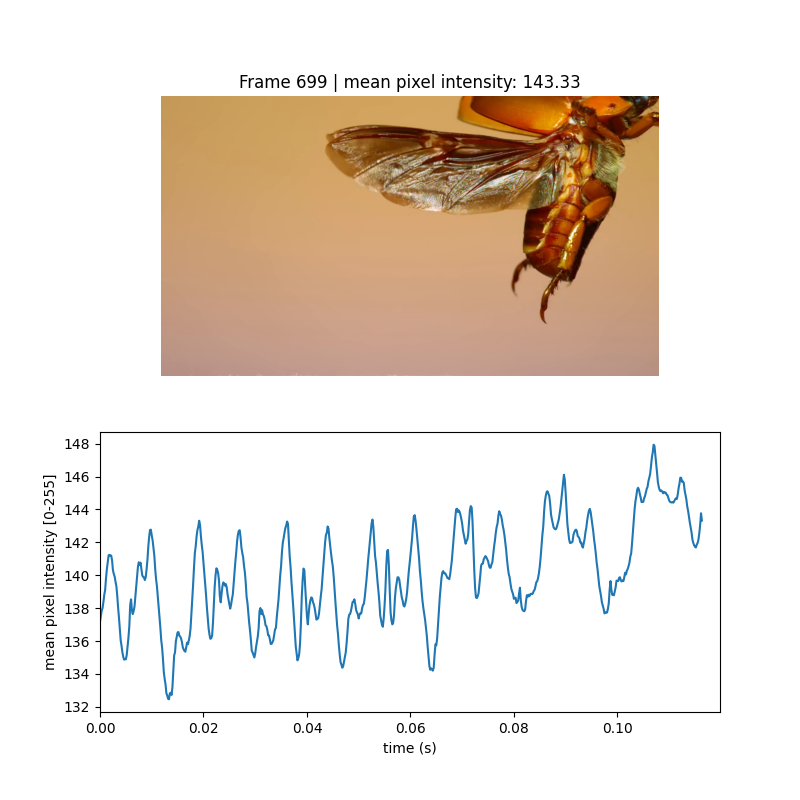 Frame 699 | mean pixel intensity: 143.33
148
146
144
142
140
138
136
134
132
mean pixel intensity [0-255]
0.00 0.02 0.04 0.06 0.08 0.10
time (s)